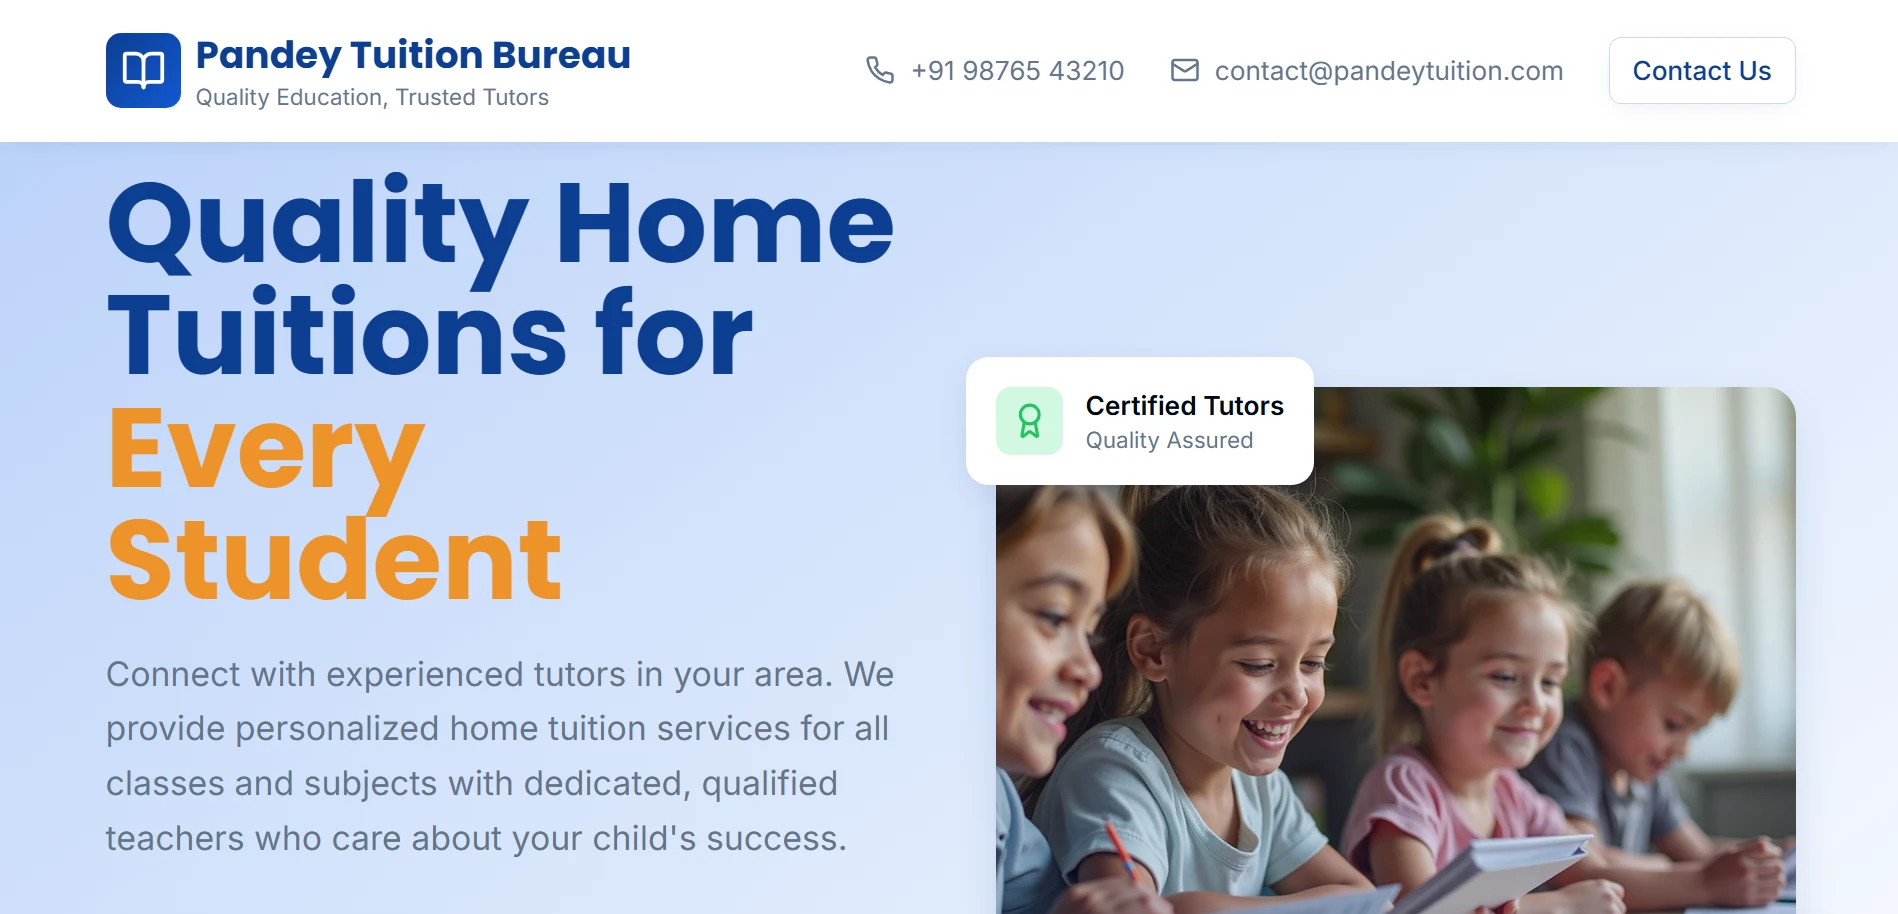 Pandey Tuition Bureau
Quality Education, Trusted Tutors
+91 98765 43210
contact@pandeytuition.com
Contact Us
Quality Home
Tuitions for
Every
Student
Connect with experienced tutors in your area. We
provide personalized home tuition services for all
classes and subjects with dedicated, qualified
teachers who care about your child's success.
Certified Tutors
Quality Assured